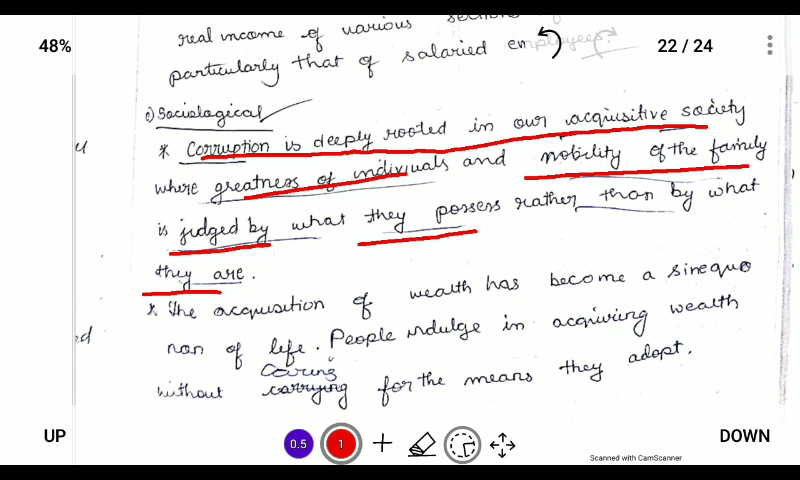 real income of various sections
48%
22 / 24
particularly that of salaried employees.
c) Sociological
* Corruption is deeply rooted in our acquisitive society
where greatness of indiviuals and nobility of the family
is judged by what they possess rather than by what
they are.
* The acquisition of wealth has become a sinequo
non of life. People indulge in acquiring wealth
caring
without carrying for the means they adopt.
UP
0.5
1
DOWN
Scanned with CamScanner